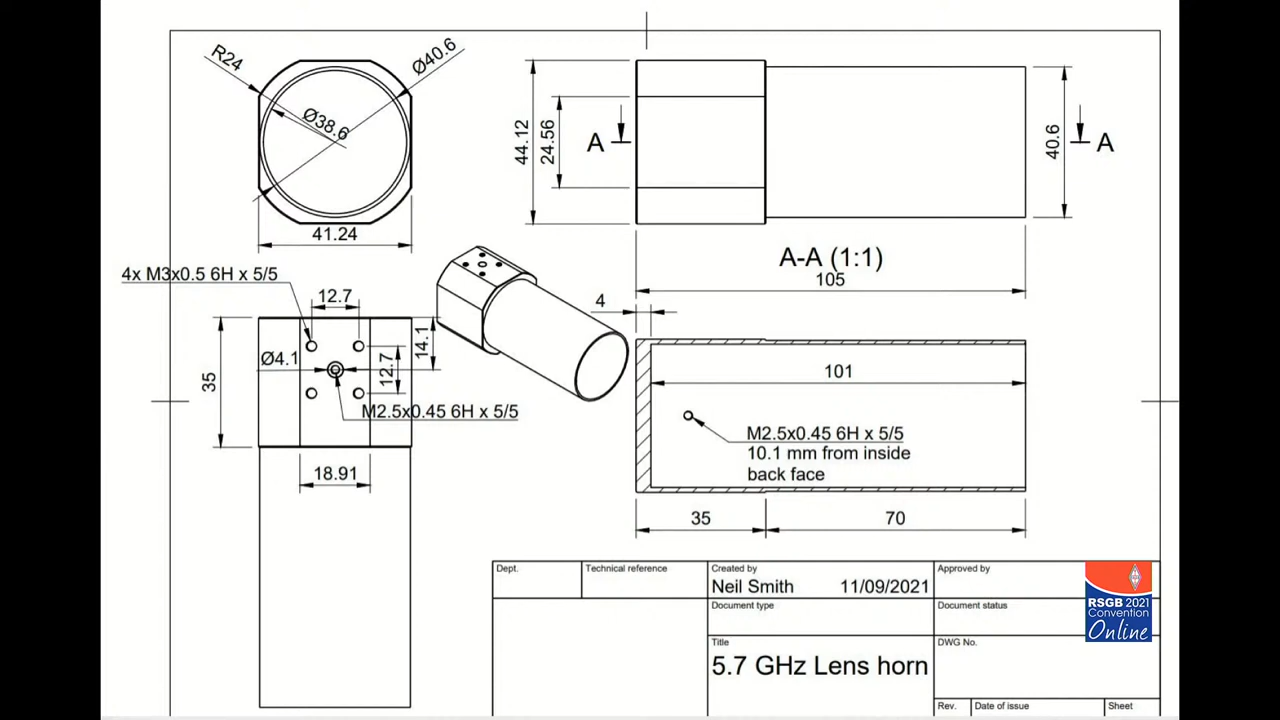 R24
Ø40.6
Ø38.6
41.24
44.12
24.56
A
40.6
A
A-A (1:1)
105
4x M3x0.5 6H x 5/5
12.7
Ø4.1
14.1
12.7
35
M2.5x0.45 6H x 5/5
18.91
4
101
M2.5x0.45 6H x 5/5
10.1 mm from inside
back face
35
70
Dept.
Technical reference
Created by
Neil Smith 11/09/2021
Approved by
Document type
Document status
Title
5.7 GHz Lens horn
DWG No.
Rev.
Date of issue
Sheet
RSGB 2021
Convention
Online